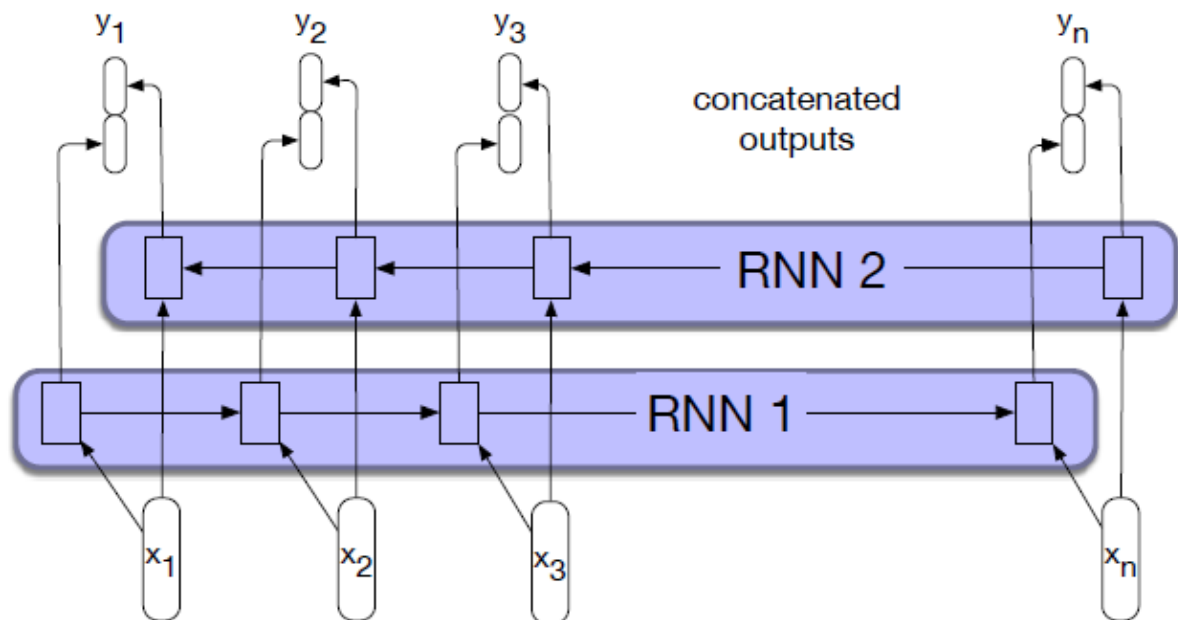 y₁ y₂ y₃ yₙ
concatenated
outputs
RNN 2
RNN 1
x₁ x₂ x₃ xₙ